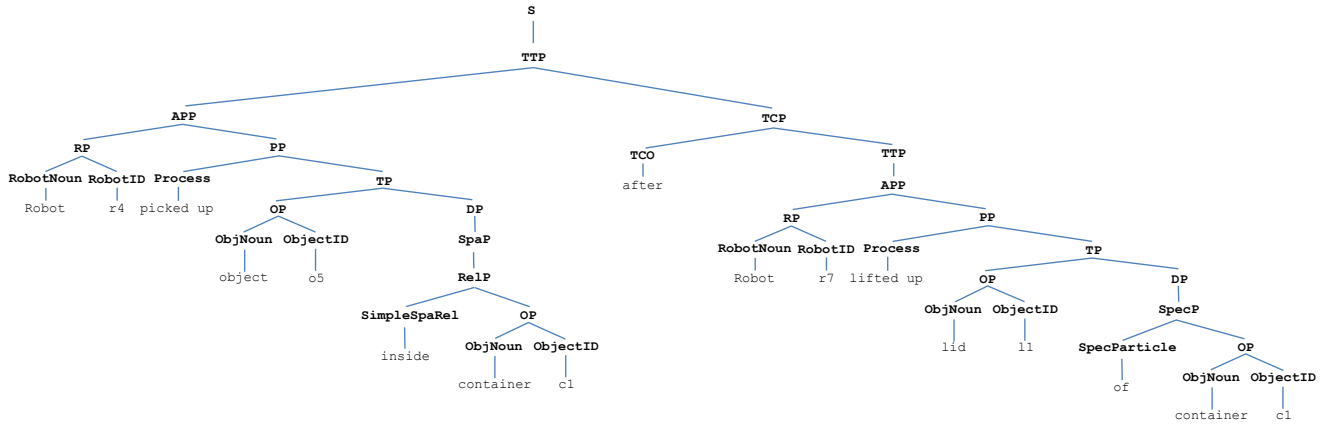 S
TTP
APP
TCP
RP PP
TCO TTP
RobotNoun RobotID Process TP
after APP
Robot r4 picked up
OP DP
RP PP
ObjNoun ObjectID SpaP
RobotNoun RobotID Process TP
object o5 RelP
Robot r7 lifted up OP DP
SimpleSpaRel OP
ObjNoun ObjectID SpecP
inside ObjNoun ObjectID
lid l1 SpecParticle OP
container c1
of ObjNoun ObjectID
container c1